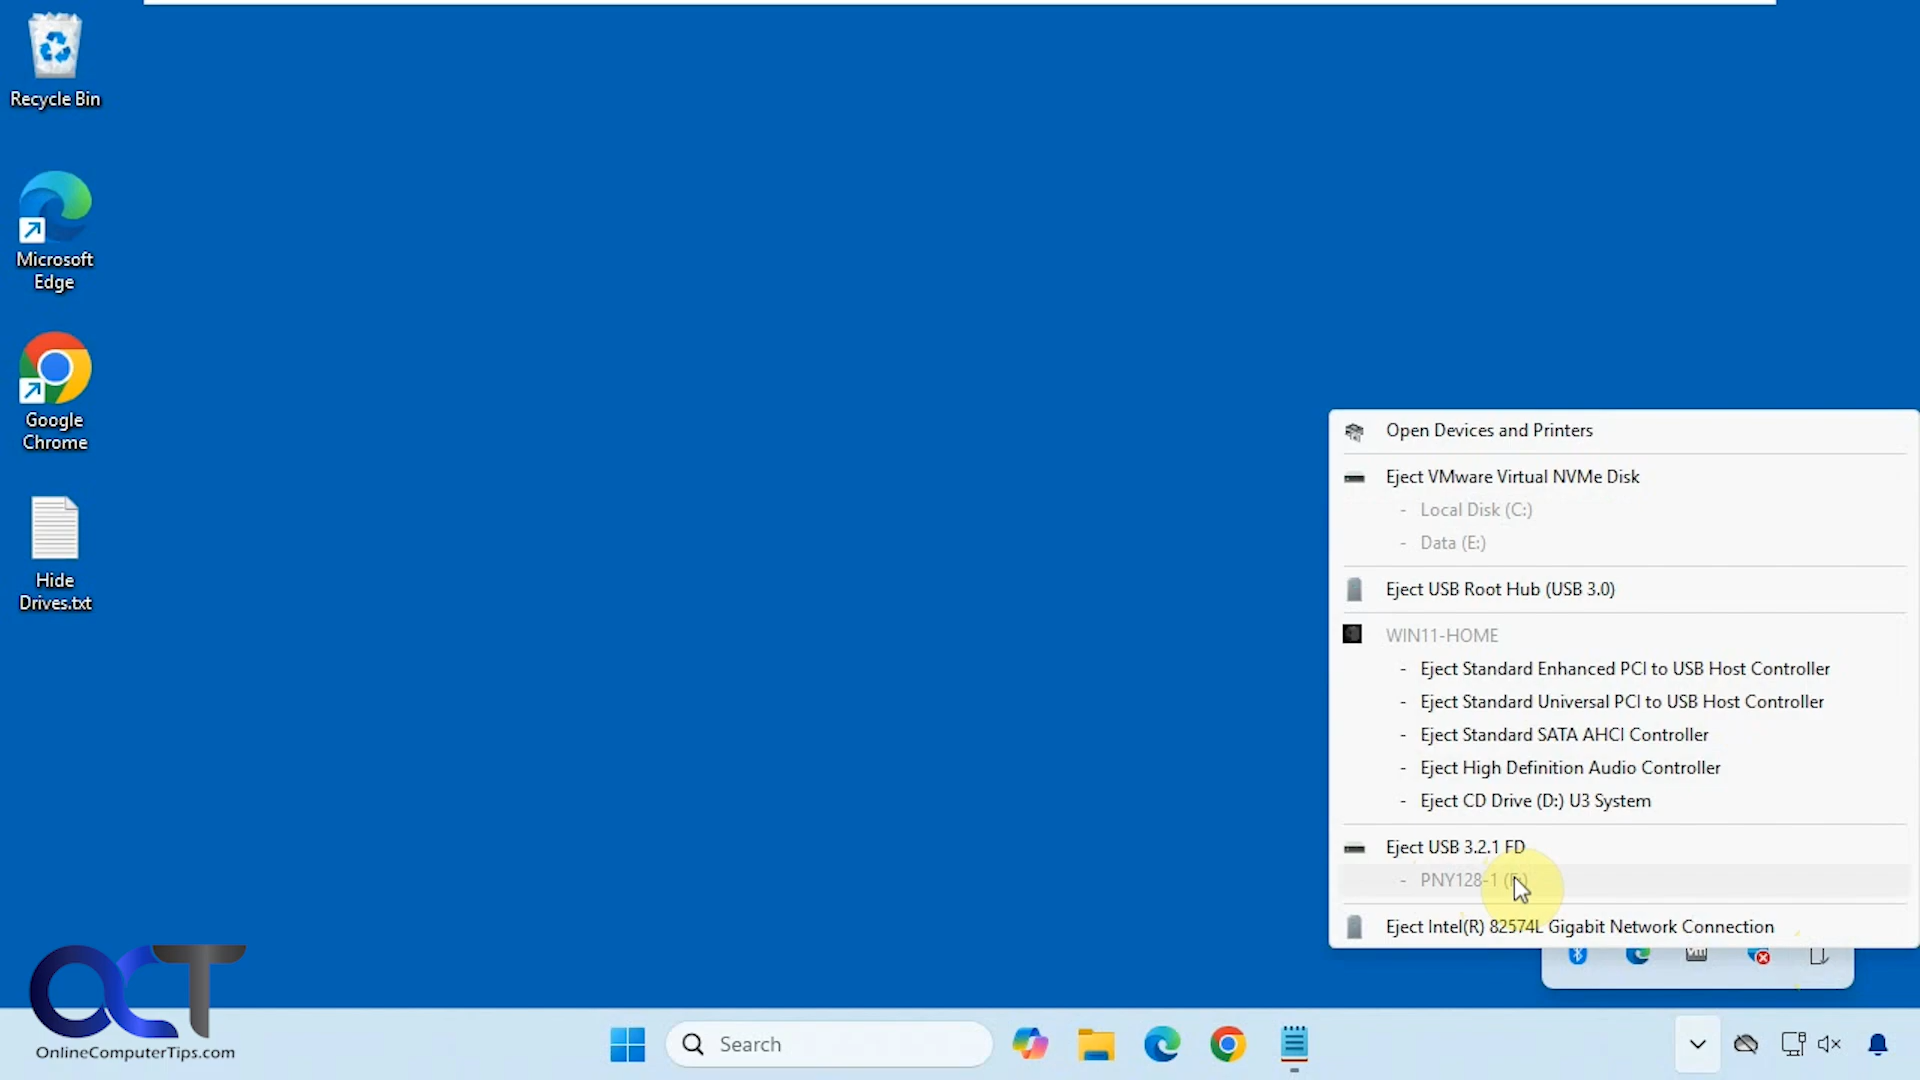 Recycle Bin
Microsoft
Edge
Google
Chrome
Hide
Drives.txt
Open Devices and Printers
Eject VMware Virtual NVMe Disk
- Local Disk (C:)
- Data (E:)
Eject USB Root Hub (USB 3.0)
WIN11-HOME
- Eject Standard Enhanced PCI to USB Host Controller
- Eject Standard Universal PCI to USB Host Controller
- Eject Standard SATA AHCI Controller
- Eject High Definition Audio Controller
- Eject CD Drive (D:) U3 System
Eject USB 3.2.1 FD
- PNY128-1
Eject Intel(R) 82574L Gigabit Network Connection
OCT
OnlineComputerTips.com
Search